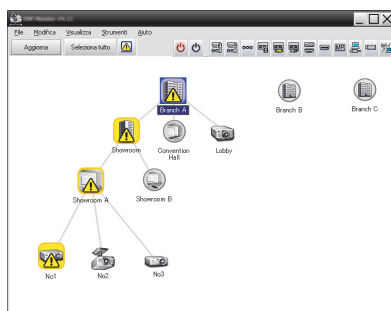 File Modifica Visualizza Strumenti Aiuto
Aggiorna Seleziona tutto
MP
Branch A
Branch B
Branch C
Showroom
Convention Hall
Lobby
Showroom A
Showroom B
No1
No2
No3